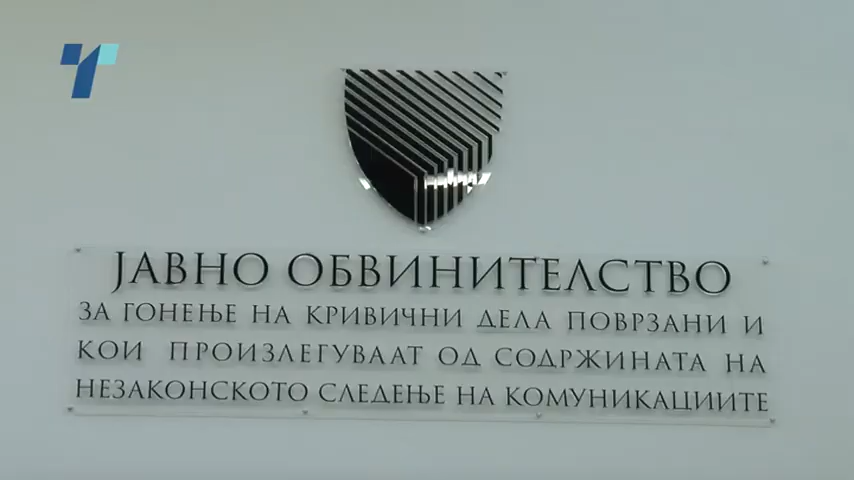 ЈАВНО ОБВИНИТЕЛСТВО
ЗА ГОНЕЊЕ НА КРИВИЧНИ ДЕЛА ПОВРЗАНИ И
КОИ ПРОИЗЛЕГУВААТ ОД СОДРЖИНАТА НА
НЕЗАКОНСКОТО СЛЕДЕЊЕ НА КОМУНИКАЦИИТЕ